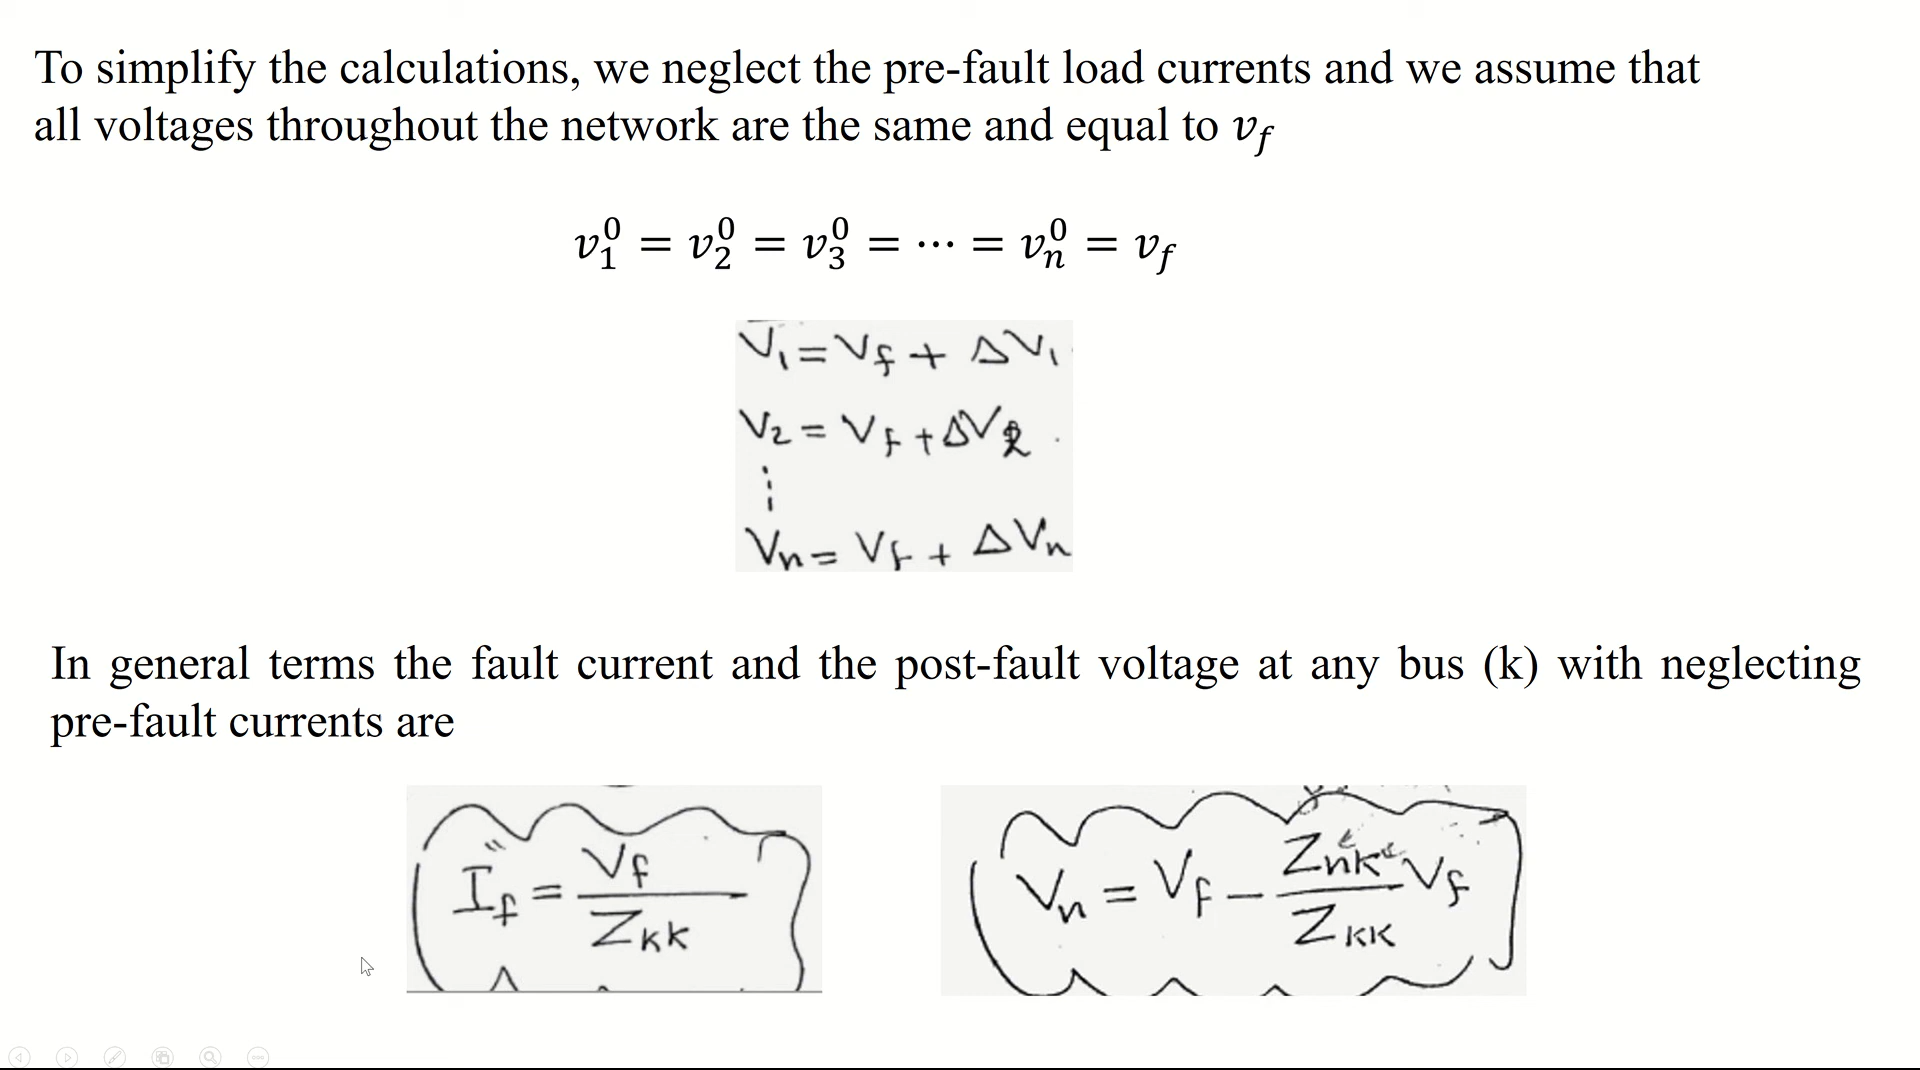 To simplify the calculations, we neglect the pre-fault load currents and we assume that
all voltages throughout the network are the same and equal to v_f
v_1^0 = v_2^0 = v_3^0 = ⋯ = v_n^0 = v_f
V_1 = V_f + ΔV_1
V_2 = V_f + ΔV_2
⋮
V_n = V_f + ΔV_n
In general terms the fault current and the post-fault voltage at any bus (k) with neglecting
pre-fault currents are
I_f'' = V_f / Z_kk
V_n = V_f - (Z_nk / Z_kk) V_f